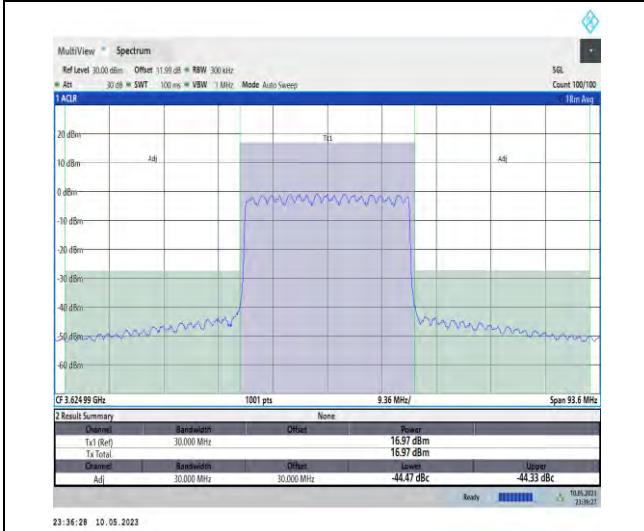 MultiView Spectrum
Ref Level 30.00 dBm Offset 11.99 dB RBW 300 kHz SGL
Att 30 dB SWT 100 ms VBW 1 MHz Mode Auto Sweep Count 100/100
1 ACLR 1Rm Avg
Tx1
20 dBm
Adj Adj
10 dBm
0 dBm
-10 dBm
-20 dBm
-30 dBm
-40 dBm
-50 dBm
-60 dBm
CF 3.624 99 GHz 1001 pts 9.36 MHz/ Span 93.6 MHz
2 Result Summary None
Channel Bandwidth Offset Power
Tx1 (Ref) 30.000 MHz 16.97 dBm
Tx Total 16.97 dBm
Channel Bandwidth Offset Lower Upper
Adj 30.000 MHz 30.000 MHz -44.47 dBc -44.33 dBc
Ready 10.05.2023
23:36:27
23:36:28 10.05.2023